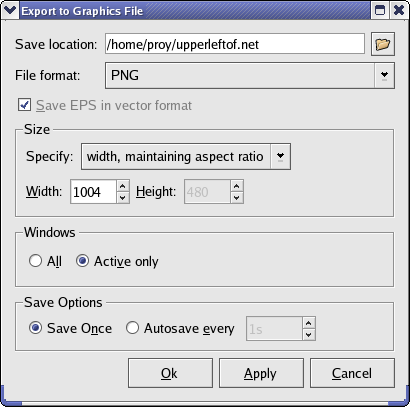 Export to Graphics File
Save location: /home/proy/upperleftof.net
File format: PNG
Save EPS in vector format
Size
Specify: width, maintaining aspect ratio
Width: 1004 Height: 480
Windows
All Active only
Save Options
Save Once Autosave every 1s
Ok Apply Cancel